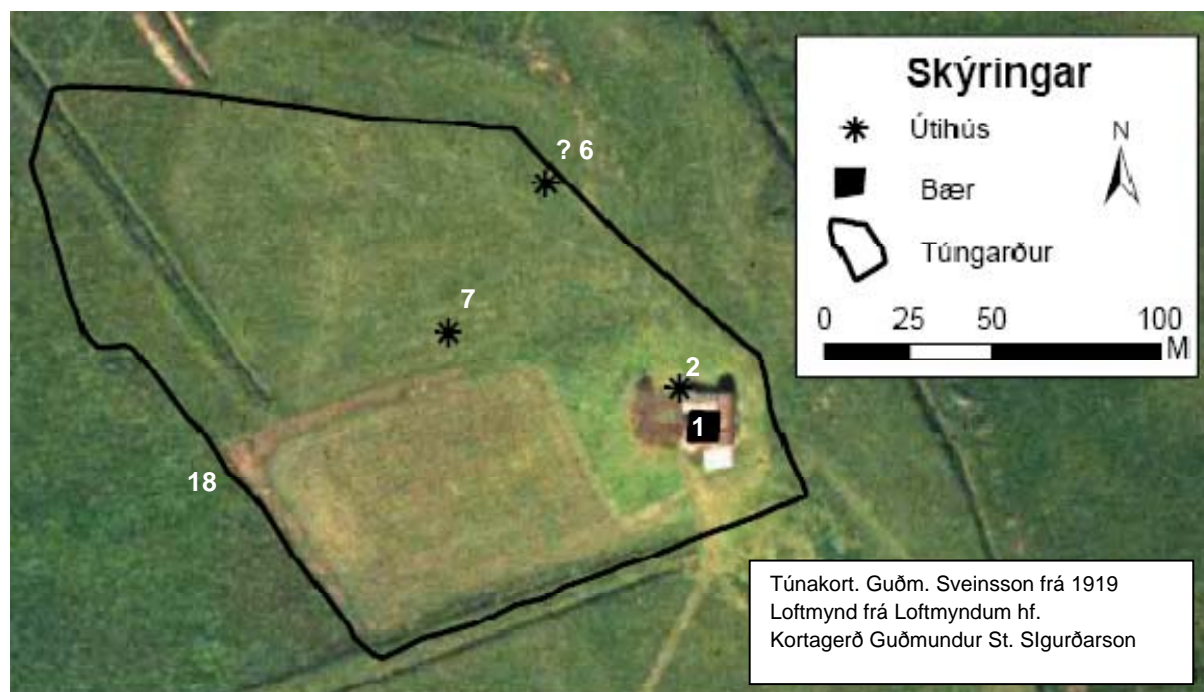 Skýringar
Útihús
N
Bær
Túngarður
0 25 50 100
M
? 6
7
2
1
18
Túnakort. Guðm. Sveinsson frá 1919
Loftmynd frá Loftmyndum hf.
Kortagerð Guðmundur St. SIgurðarson